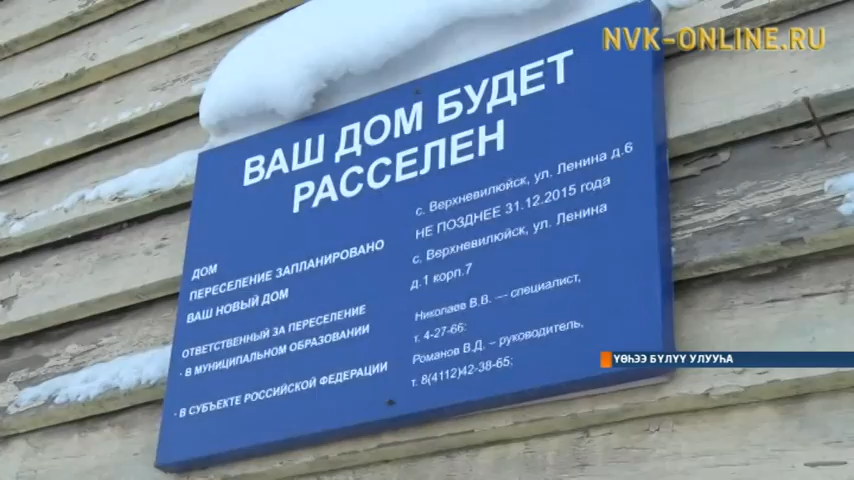 NVK-ONLINE.RU
ВАШ ДОМ БУДЕТ
РАССЕЛЕН
ДОМ с. Верхневилюйск, ул. Ленина д.6
ПЕРЕСЕЛЕНИЕ ЗАПЛАНИРОВАНО НЕ ПОЗДНЕЕ 31.12.2015 года
ВАШ НОВЫЙ ДОМ с. Верхневилюйск, ул. Ленина
д.1 корп.7
ОТВЕТСТВЕННЫЙ ЗА ПЕРЕСЕЛЕНИЕ
- В МУНИЦИПАЛЬНОМ ОБРАЗОВАНИИ Николаев В.В. — специалист,
т. 4-27-66;
- В СУБЪЕКТЕ РОССИЙСКОЙ ФЕДЕРАЦИИ Романов В.Д. – руководитель,
т. 8(4112)42-38-65;
ҮӨҺЭЭ БҮЛҮҮ УЛУУҺА